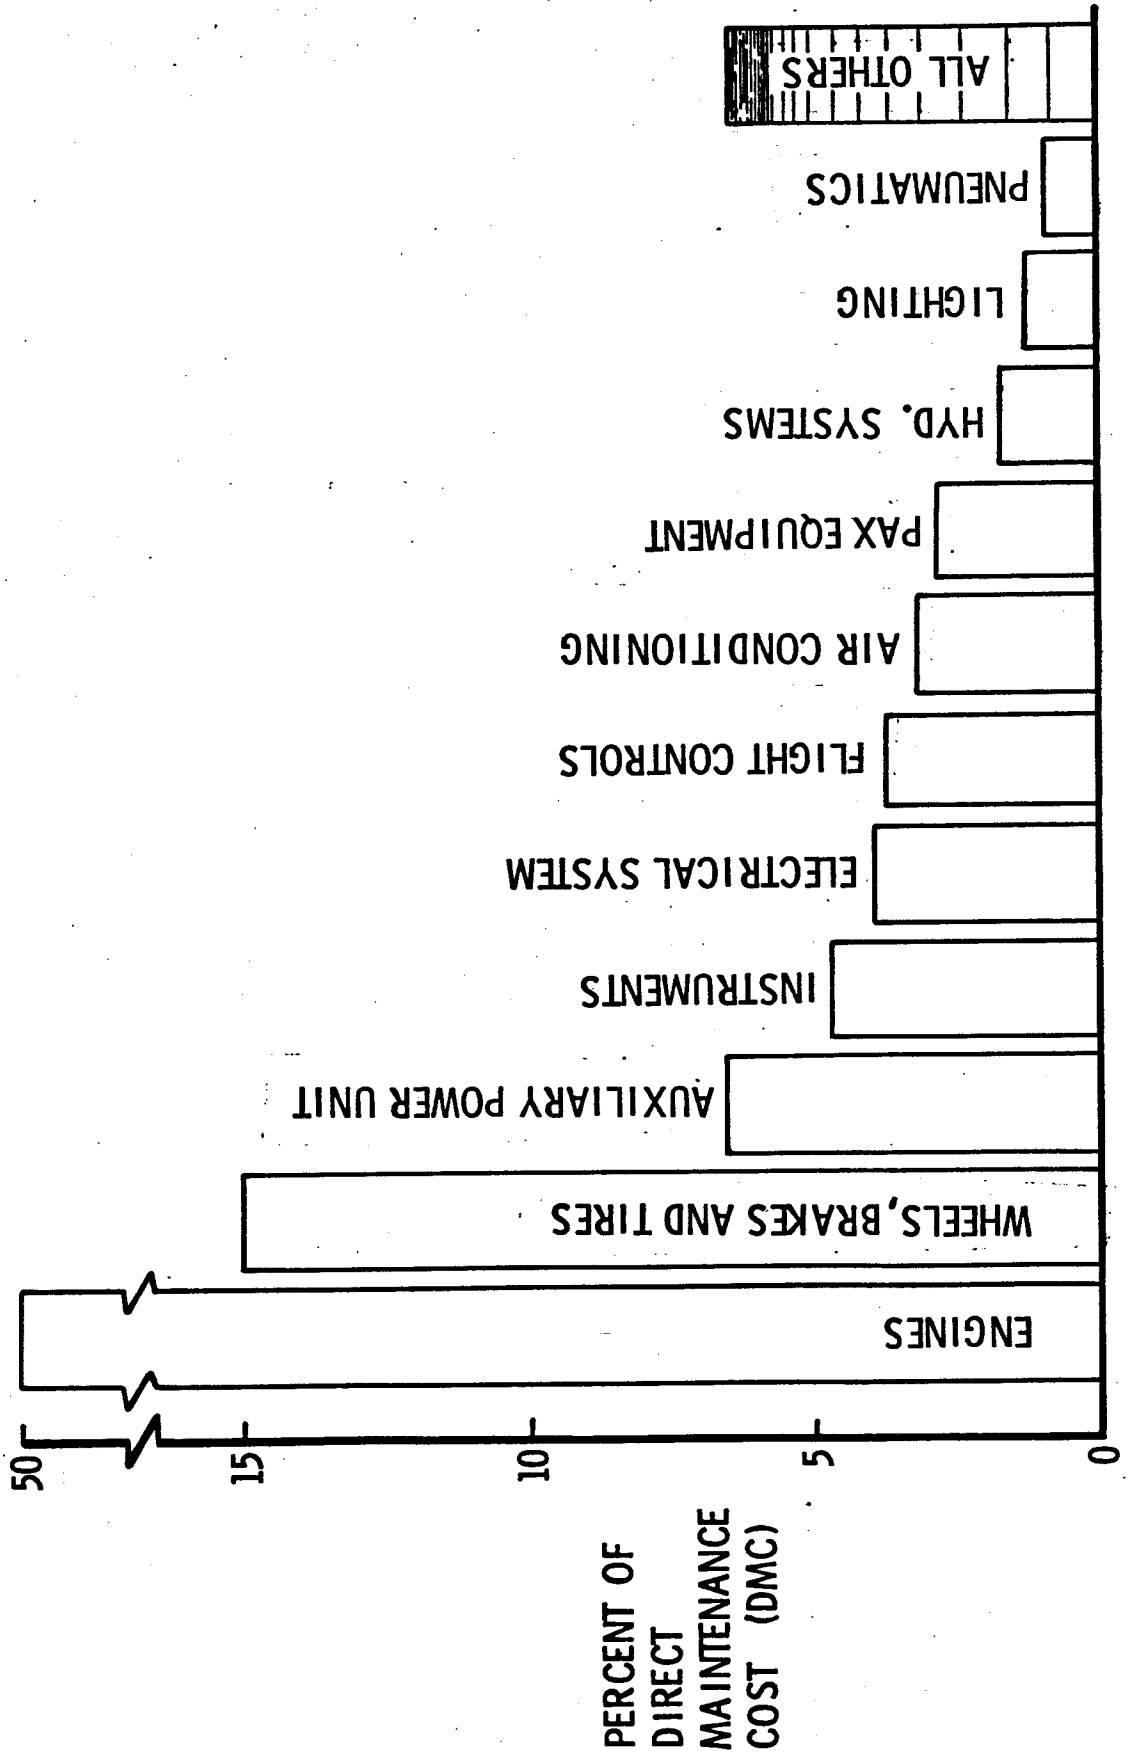 PERCENT OF
DIRECT
MAINTENANCE
COST (DMC)
50
15
10
5
0
ENGINES
WHEELS, BRAKES AND TIRES
AUXILIARY POWER UNIT
INSTRUMENTS
ELECTRICAL SYSTEM
FLIGHT CONTROLS
AIR CONDITIONING
PAX EQUIPMENT
HYD. SYSTEMS
LIGHTING
PNEUMATICS
ALL OTHERS